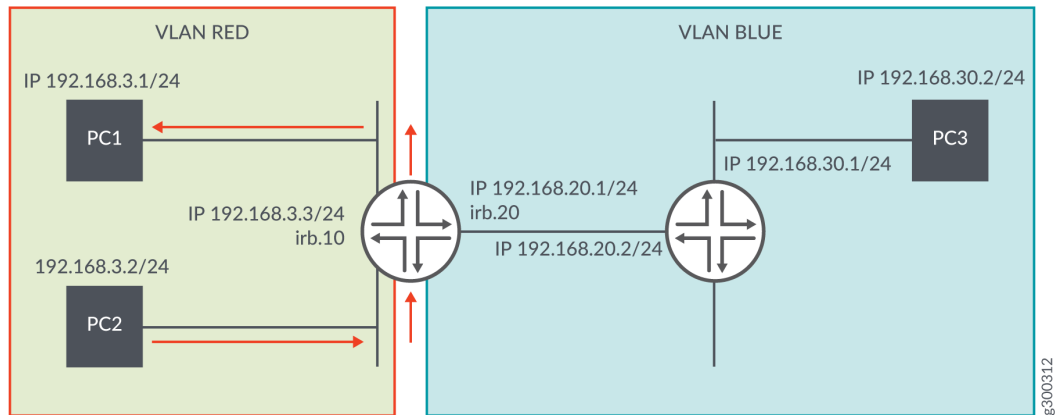 VLAN RED
VLAN BLUE
IP 192.168.3.1/24
IP 192.168.30.2/24
PC1
PC3
IP 192.168.30.1/24
IP 192.168.20.1/24
irb.20
IP 192.168.3.3/24
irb.10
IP 192.168.20.2/24
192.168.3.2/24
PC2
g300312